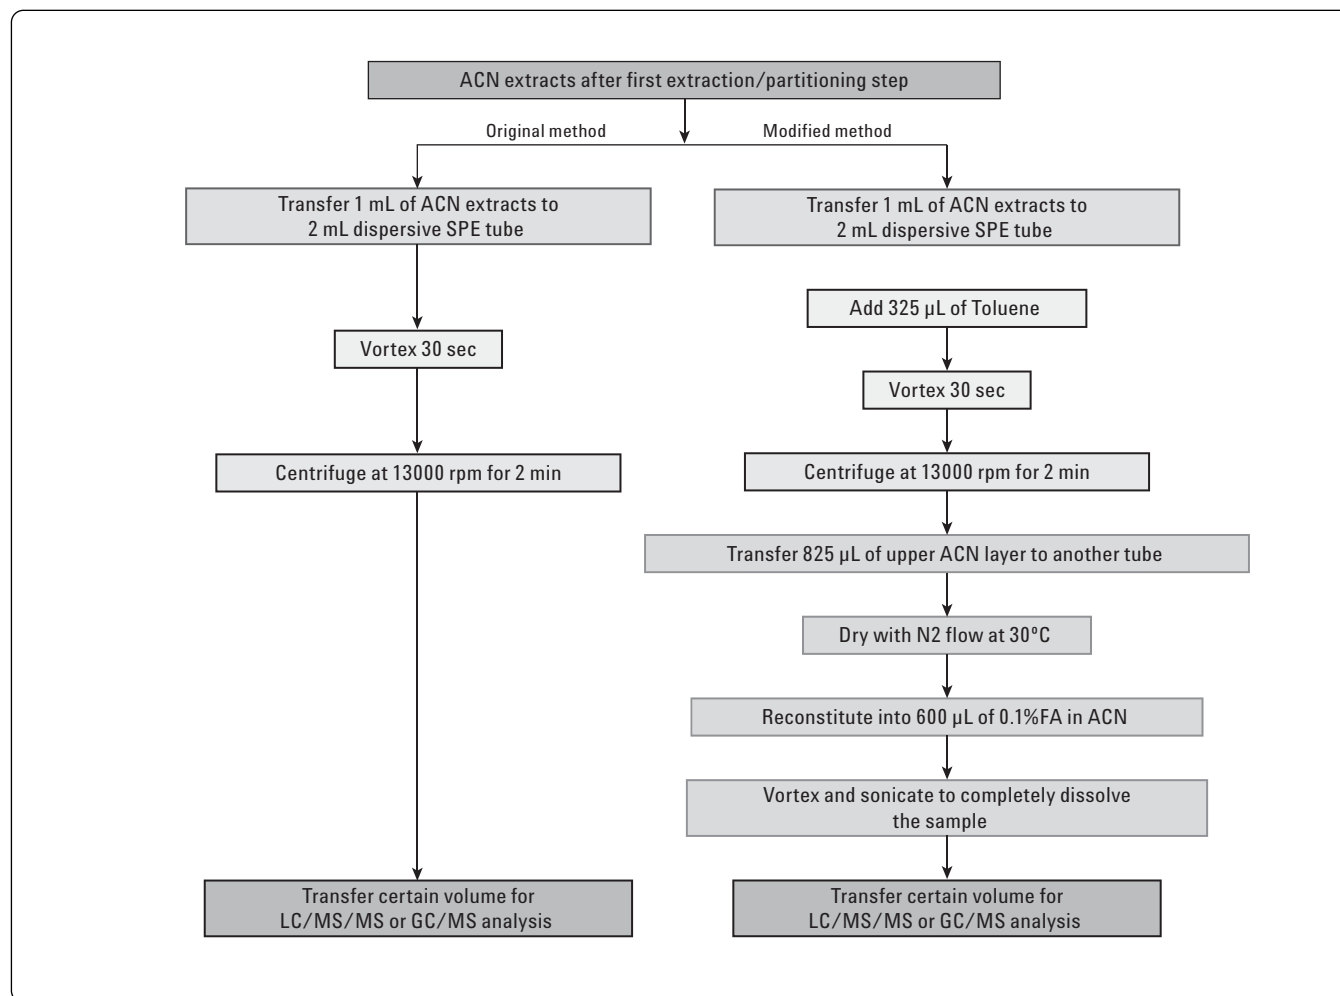 ACN extracts after first extraction/partitioning step
Original method
Modified method
Transfer 1 mL of ACN extracts to
2 mL dispersive SPE tube
Vortex 30 sec
Centrifuge at 13000 rpm for 2 min
Transfer certain volume for
LC/MS/MS or GC/MS analysis
Transfer 1 mL of ACN extracts to
2 mL dispersive SPE tube
Add 325 µL of Toluene
Vortex 30 sec
Centrifuge at 13000 rpm for 2 min
Transfer 825 µL of upper ACN layer to another tube
Dry with N2 flow at 30ºC
Reconstitute into 600 µL of 0.1%FA in ACN
Vortex and sonicate to completely dissolve
the sample
Transfer certain volume for
LC/MS/MS or GC/MS analysis